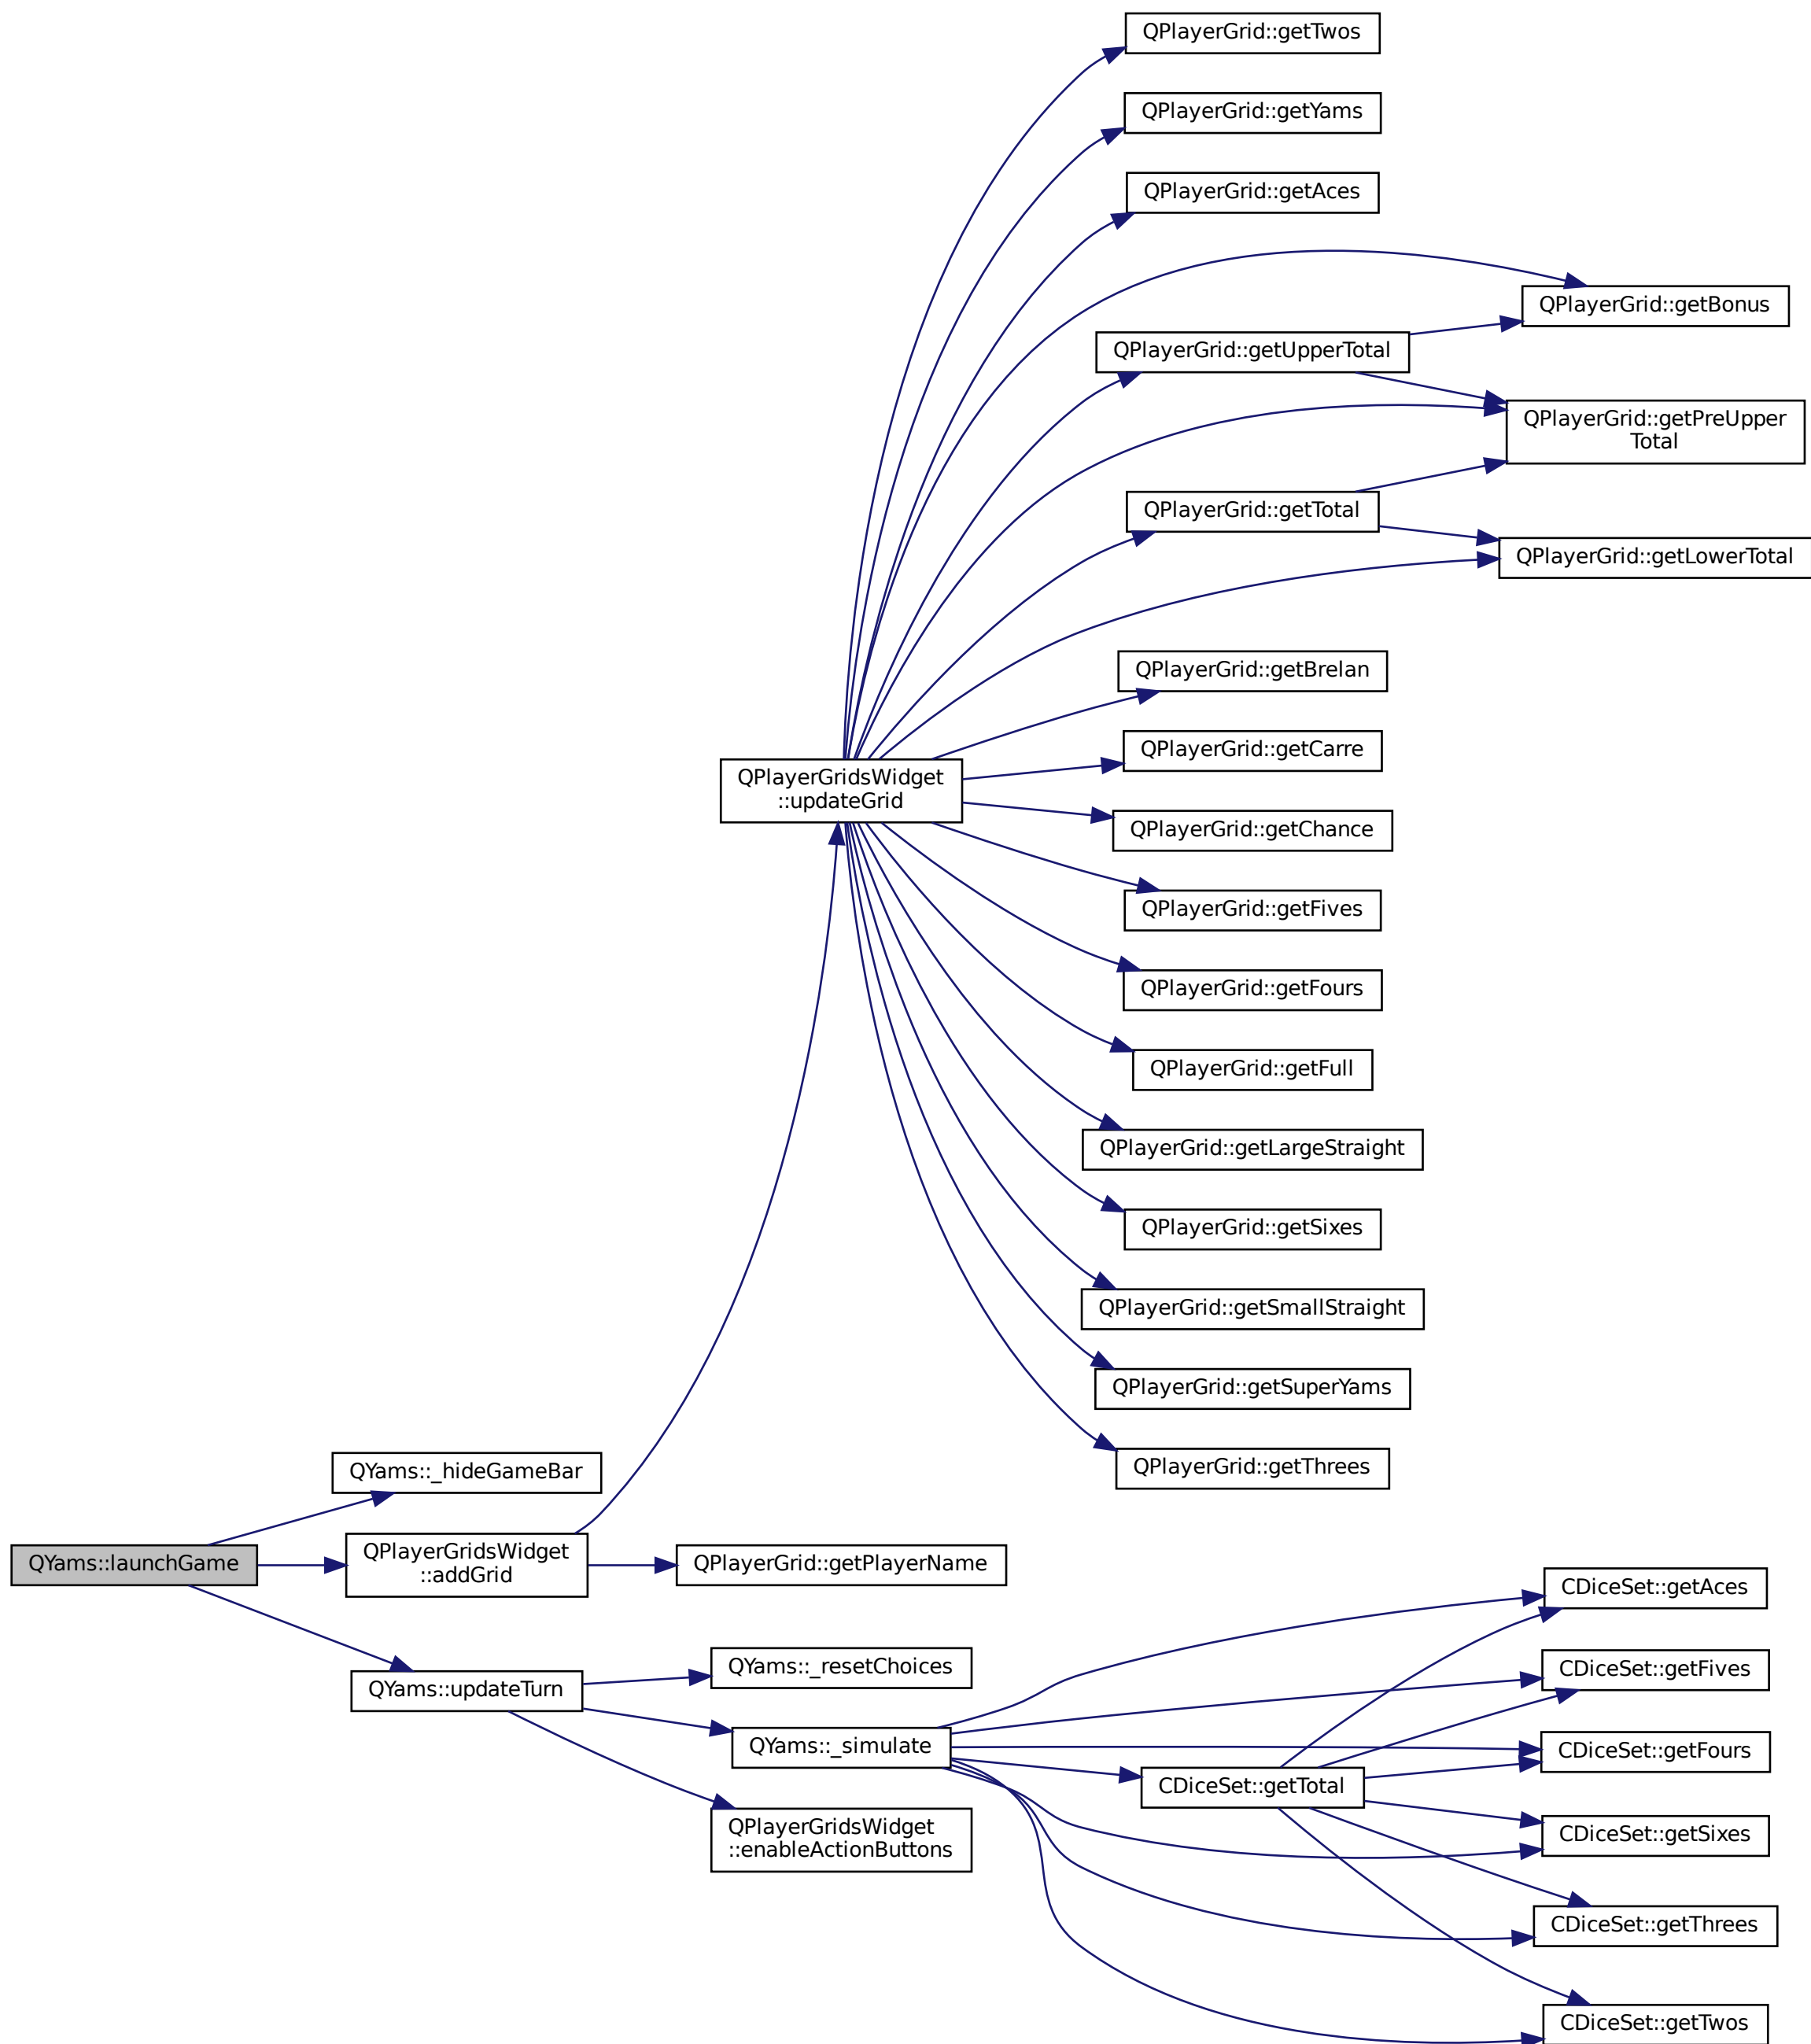 QPlayerGrid::getTwos
QPlayerGrid::getYams
QPlayerGrid::getAces
QPlayerGrid::getBonus
QPlayerGrid::getUpperTotal
QPlayerGrid::getPreUpper
Total
QPlayerGrid::getTotal
QPlayerGrid::getLowerTotal
QPlayerGrid::getBrelan
QPlayerGrid::getCarre
QPlayerGridsWidget
::updateGrid
QPlayerGrid::getChance
QPlayerGrid::getFives
QPlayerGrid::getFours
QPlayerGrid::getFull
QPlayerGrid::getLargeStraight
QPlayerGrid::getSixes
QPlayerGrid::getSmallStraight
QPlayerGrid::getSuperYams
QPlayerGrid::getThrees
QYams::_hideGameBar
QYams::launchGame
QPlayerGridsWidget
::addGrid
QPlayerGrid::getPlayerName
CDiceSet::getAces
QYams::_resetChoices
CDiceSet::getFives
QYams::updateTurn
QYams::_simulate
CDiceSet::getFours
CDiceSet::getTotal
QPlayerGridsWidget
::enableActionButtons
CDiceSet::getSixes
CDiceSet::getThrees
CDiceSet::getTwos